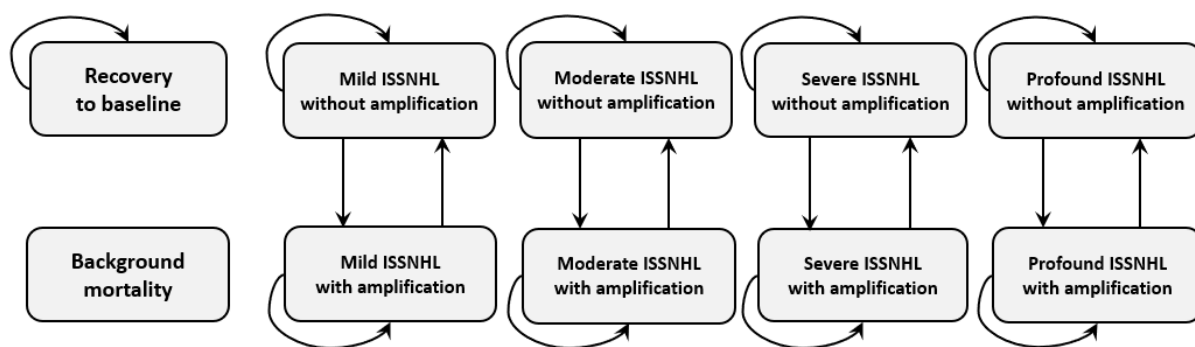 Recovery
to baseline
Mild ISSNHL
without amplification
Moderate ISSNHL
without amplification
Severe ISSNHL
without amplification
Profound ISSNHL
without amplification
Background
mortality
Mild ISSNHL
with amplification
Moderate ISSNHL
with amplification
Severe ISSNHL
with amplification
Profound ISSNHL
with amplification